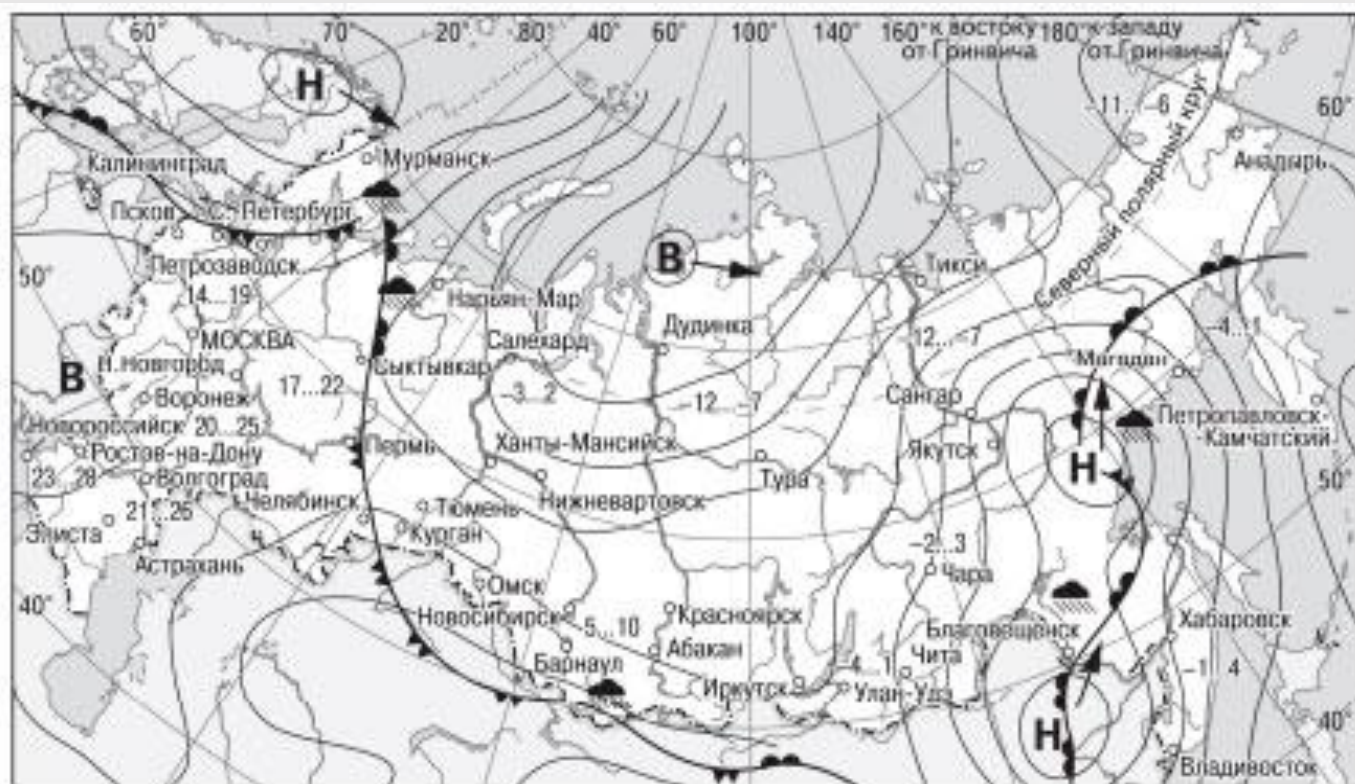 60° 70° 20° 40° 60° 100° 140° 160° к востоку 180° к западу
от Гринвича от Гринвича
Н
-11... -6
60°
Северный полярный круг
Мурманск
Калининград
Анадырь
Псков С.-Петербург
В
50°
Петрозаводск
Тикси
14...19
Нарьян-Мар
Дудинка
МОСКВА
Салехард
-12...-7
-4...1
Н.Новгород
Сыктывкар
Магадан
В
17...22
-3...2
-12...-7
Сангар
Воронеж
Новороссийск 20...25
Петропавловск-
-Камчатский
Пермь
Ханты-Мансийск
Якутск
Ростов-на-Дону
Н
23...28
Волгоград
Тура
50°
Челябинск
Нижневартовск
21...26
Тюмень
Элиста
Курган
-2...3
Астрахань
Чара
Омск
40°
Новосибирск
Красноярск
Хабаровск
-5...10
Благовещенск
Барнаул
Абакан
Чита
-4...1
-1 4
Иркутск
Улан-Удэ
40°
80°
Н
Владивосток